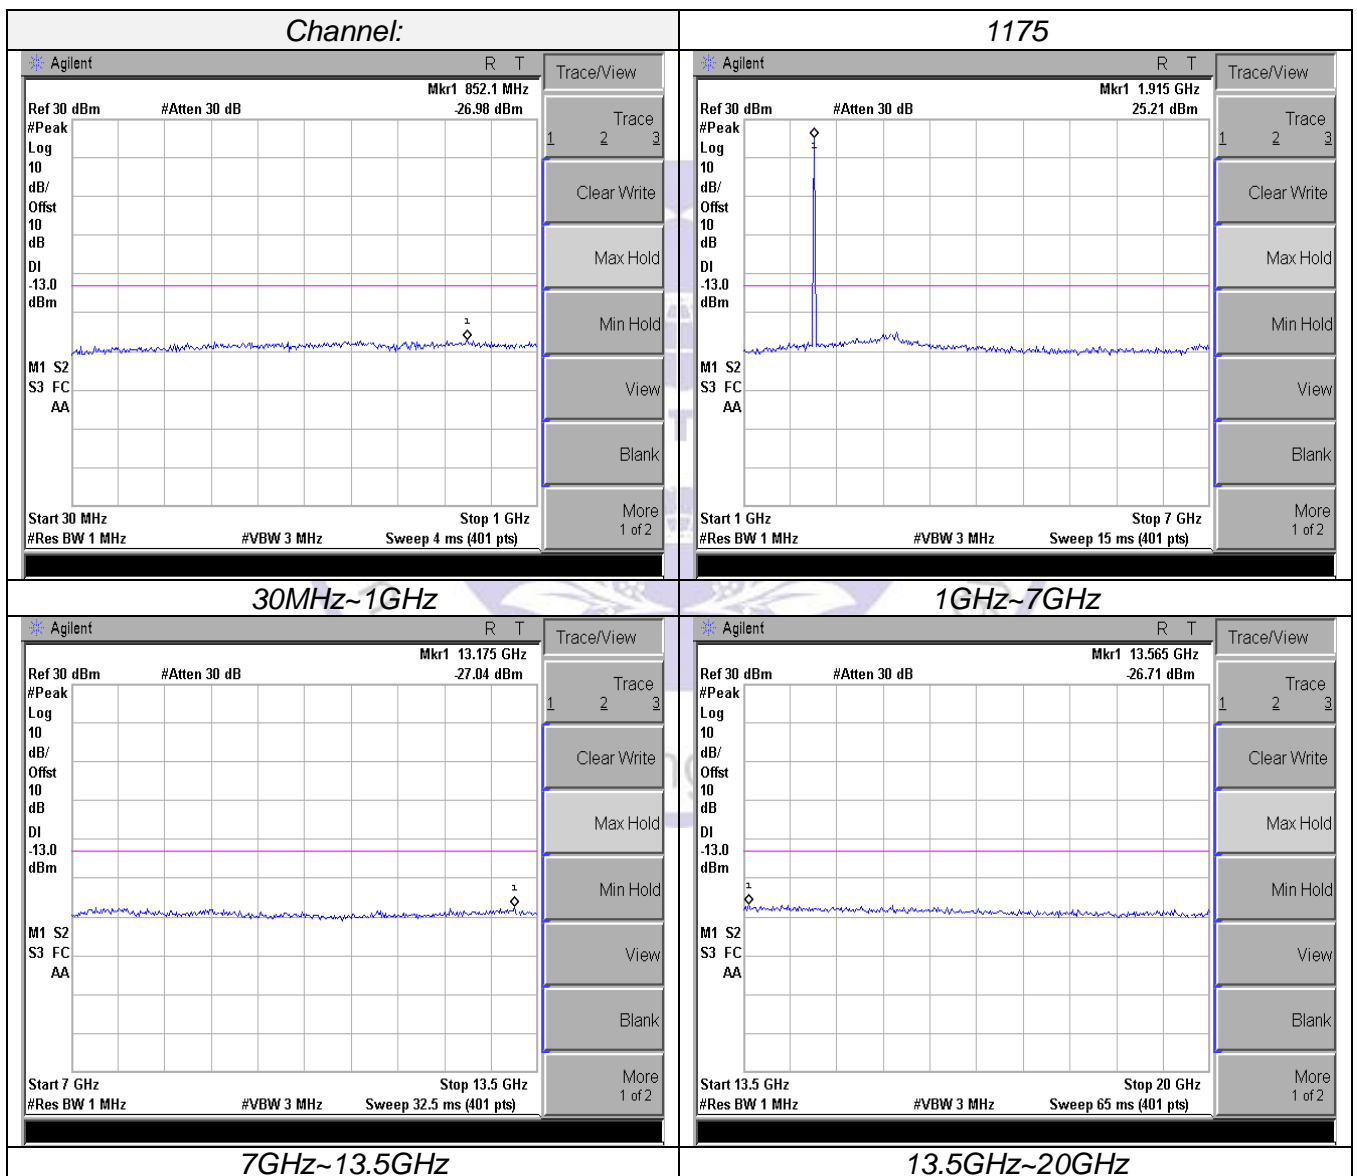 Channel: 1175
Agilent R T
Mkr1 852.1 MHz
Ref 30 dBm #Atten 30 dB -26.98 dBm
#Peak
Log
10
dB/
Offst
10
dB
DI
-13.0
dBm
1
M1 S2
S3 FC
AA
Start 30 MHz Stop 1 GHz
#Res BW 1 MHz #VBW 3 MHz Sweep 4 ms (401 pts)
Trace/View
Trace
1 2 3
Clear Write
Max Hold
Min Hold
View
Blank
More
1 of 2
Agilent R T
Mkr1 1.915 GHz
Ref 30 dBm #Atten 30 dB 25.21 dBm
#Peak
Log
10
dB/
Offst
10
dB
DI
-13.0
dBm
1
M1 S2
S3 FC
AA
Start 1 GHz Stop 7 GHz
#Res BW 1 MHz #VBW 3 MHz Sweep 15 ms (401 pts)
Trace/View
Trace
1 2 3
Clear Write
Max Hold
Min Hold
View
Blank
More
1 of 2
30MHz~1GHz 1GHz~7GHz
Agilent R T
Mkr1 13.175 GHz
Ref 30 dBm #Atten 30 dB -27.04 dBm
#Peak
Log
10
dB/
Offst
10
dB
DI
-13.0
dBm
1
M1 S2
S3 FC
AA
Start 7 GHz Stop 13.5 GHz
#Res BW 1 MHz #VBW 3 MHz Sweep 32.5 ms (401 pts)
Trace/View
Trace
1 2 3
Clear Write
Max Hold
Min Hold
View
Blank
More
1 of 2
Agilent R T
Mkr1 13.565 GHz
Ref 30 dBm #Atten 30 dB -26.71 dBm
#Peak
Log
10
dB/
Offst
10
dB
DI
-13.0
dBm
1
M1 S2
S3 FC
AA
Start 13.5 GHz Stop 20 GHz
#Res BW 1 MHz #VBW 3 MHz Sweep 65 ms (401 pts)
Trace/View
Trace
1 2 3
Clear Write
Max Hold
Min Hold
View
Blank
More
1 of 2
7GHz~13.5GHz 13.5GHz~20GHz